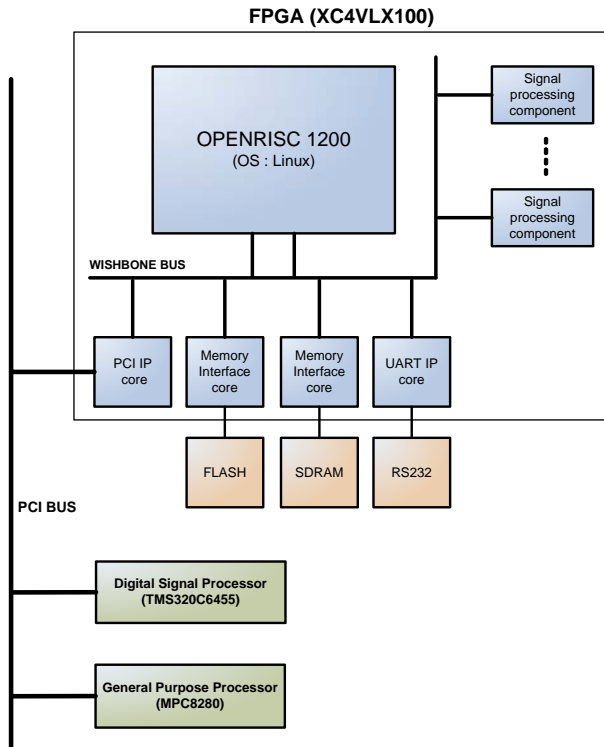 FPGA (XC4VLX100)
Signal
processing
component
OPENRISC 1200
(OS : Linux)
Signal
processing
component
WISHBONE BUS
PCI IP
core
Memory
Interface
core
Memory
Interface
core
UART IP
core
FLASH
SDRAM
RS232
PCI BUS
Digital Signal Processor
(TMS320C6455)
General Purpose Processor
(MPC8280)